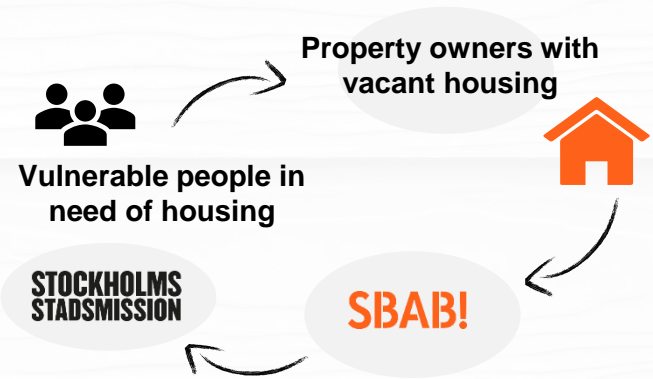 Property owners with
vacant housing
Vulnerable people in
need of housing
STOCKHOLMS
STADSMISSION
SBAB!